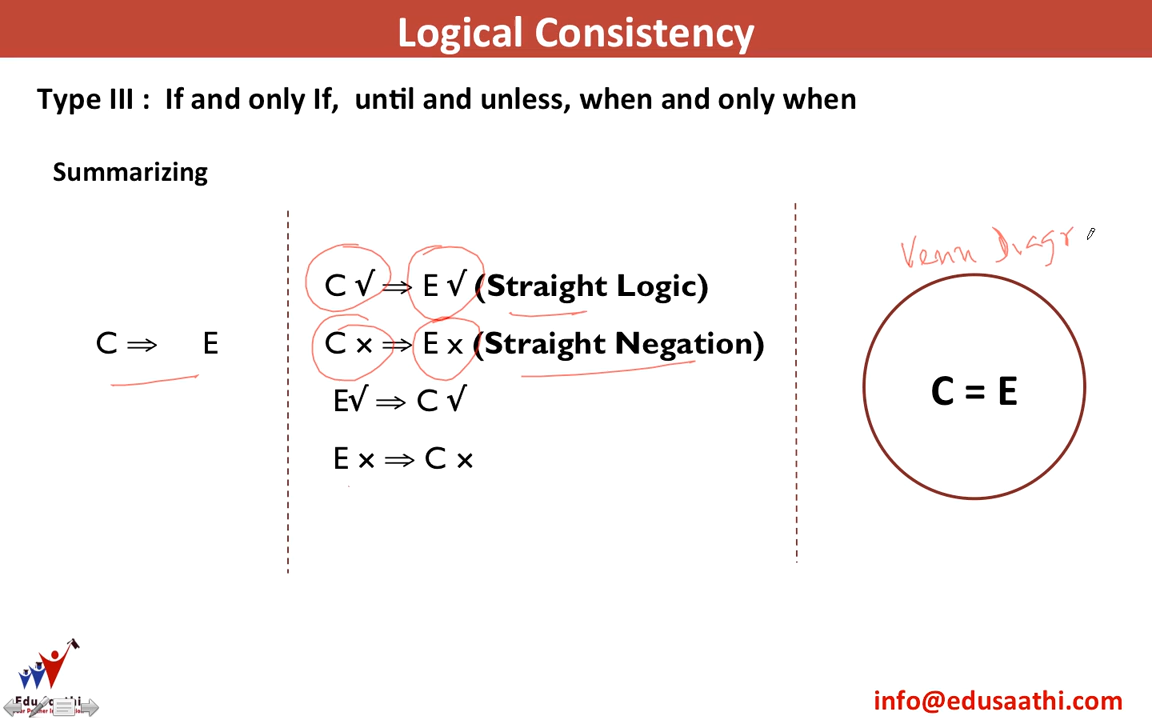 Logical Consistency
Type III : If and only If, until and unless, when and only when
Summarizing
C ⇒ E
C √ ⇒ E √ (Straight Logic)
C × ⇒ E x (Straight Negation)
E√ ⇒ C √
E × ⇒ C ×
Venn Diagr
C = E
info@edusaathi.com